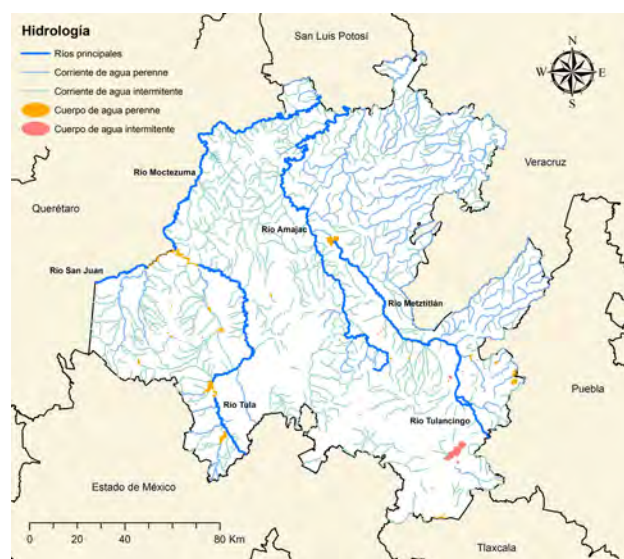 Hidrología
Ríos principales
Corriente de agua perenne
Corriente de agua intermitente
Cuerpo de agua perenne
Cuerpo de agua intermitente
San Luis Potosí
N
W
E
S
Veracruz
Río Moctezuma
Querétaro
Río Amajac
Río San Juan
Río Metztitlán
Puebla
Río Tula
Río Tulancingo
Estado de México
0 20 40 80 Km
Tlaxcala